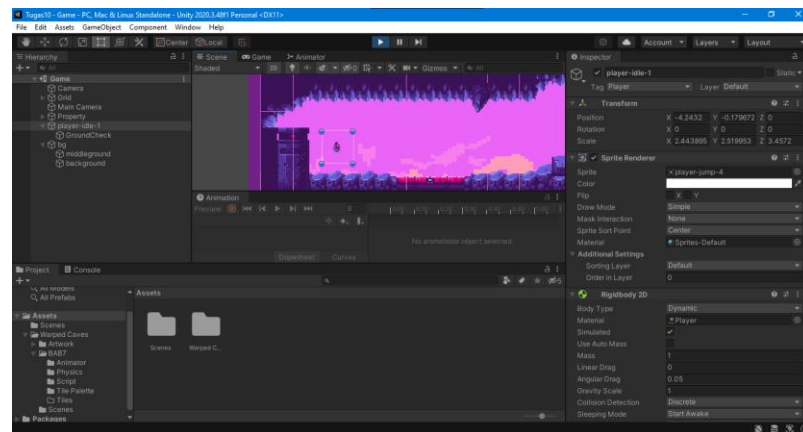 Tugas10 - Game - PC, Mac & Linux Standalone - Unity 2020.3.48f1 Personal <DX11>
File Edit Assets GameObject Component Window Help
Center Local
Account Layers Layout
Hierarchy
All
Game
Camera
Grid
Main Camera
Property
player-idle-1
GroundCheck
bg
middleground
background
Scene Game Animator
Shaded 2D 0 Gizmos All
Animation
Preview 0
No animatable object selected.
Dopesheet Curves
Project Console
5
All Models
All Prefabs
Assets
Scenes
Warped Caves
Artwork
BAB7
Animator
Physics
Script
Tile Palette
Tiles
Scenes
Packages
Assets
Scenes Warped C...
Inspector
player-idle-1 Static
Tag Player Layer Default
Transform
Position X -4.2432 Y -0.179672 Z 0
Rotation X 0 Y 0 Z 0
Scale X 2.443895 Y 2.519953 Z 3.4572
Sprite Renderer
Sprite player-jump-4
Color
Flip X Y
Draw Mode Simple
Mask Interaction None
Sprite Sort Point Center
Material Sprites-Default
Additional Settings
Sorting Layer Default
Order in Layer 0
Rigidbody 2D
Body Type Dynamic
Material Player
Simulated
Use Auto Mass
Mass 1
Linear Drag 0
Angular Drag 0.05
Gravity Scale 1
Collision Detection Discrete
Sleeping Mode Start Awake